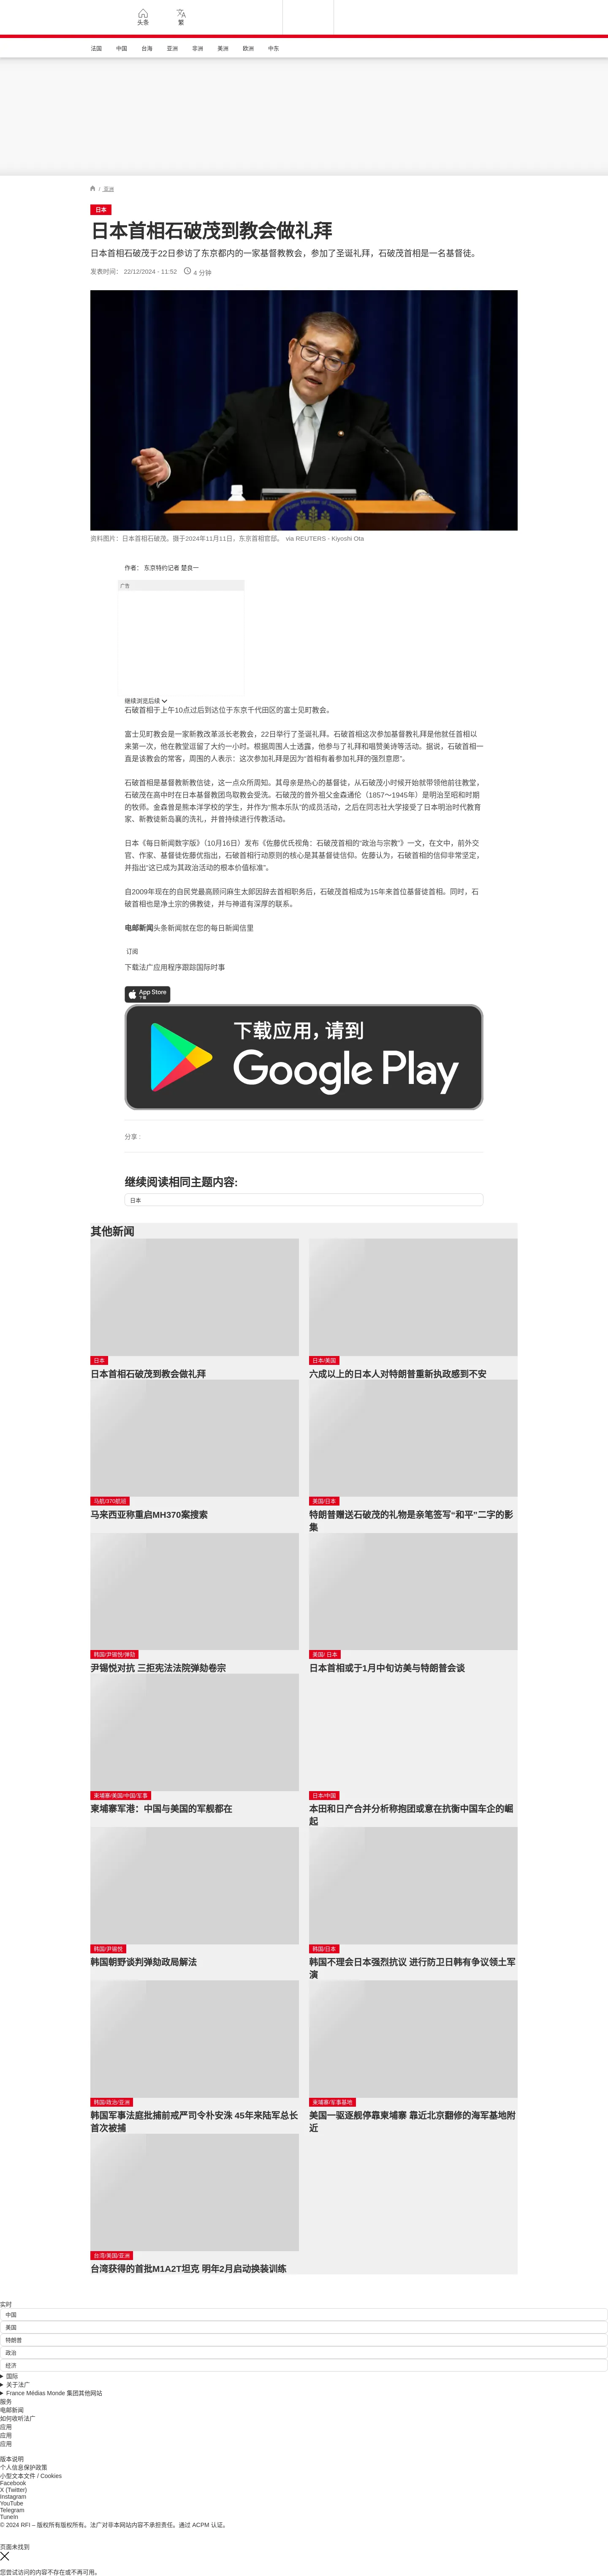 头条
繁
法国 中国 台海 亚洲 非洲 美洲 欧洲 中东
/ 亚洲
日本
日本首相石破茂到教会做礼拜
日本首相石破茂于22日参访了东京都内的一家基督教教会，参加了圣诞礼拜，石破茂首相是一名基督徒。
发表时间： 22/12/2024 - 11:52 4 分钟
资料图片：日本首相石破茂。摄于2024年11月11日，东京首相官邸。 via REUTERS - Kiyoshi Ota
作者： 东京特约记者 楚良一
广告
继续浏览后续
石破首相于上午10点过后到达位于东京千代田区的富士见町教会。
富士见町教会是一家新教改革派长老教会，22日举行了圣诞礼拜。石破首相这次参加基督教礼拜是他就任首相以
来第一次，他在教堂逗留了大约一小时。根据周围人士透露，他参与了礼拜和唱赞美诗等活动。据说，石破首相一
直是该教会的常客，周围的人表示：这次参加礼拜是因为“首相有着参加礼拜的强烈意愿”。
石破首相是基督教新教信徒，这一点众所周知。其母亲是热心的基督徒，从石破茂小时候开始就带领他前往教堂，
石破茂在高中时在日本基督教团鸟取教会受洗。石破茂的曾外祖父金森通伦（1857～1945年）是明治至昭和时期
的牧师。金森曾是熊本洋学校的学生，并作为“熊本乐队”的成员活动，之后在同志社大学接受了日本明治时代教育
家、新教徒新岛襄的洗礼，并曾持续进行传教活动。
日本《每日新闻数字版》（10月16日）发布《佐藤优氏视角：石破茂首相的“政治与宗教”》一文，在文中，前外交
官、作家、基督徒佐藤优指出，石破首相行动原则的核心是其基督徒信仰。佐藤认为，石破首相的信仰非常坚定，
并指出“这已成为其政治活动的根本价值标准”。
自2009年现在的自民党最高顾问麻生太郎因辞去首相职务后，石破茂首相成为15年来首位基督徒首相。同时，石
破首相也是净土宗的佛教徒，并与神道有深厚的联系。
电邮新闻头条新闻就在您的每日新闻信里
订阅
下载法广应用程序跟踪国际时事
App Store
下载
下载应用，请到
Google Play
分享 :
继续阅读相同主题内容:
日本
其他新闻
日本
日本首相石破茂到教会做礼拜
日本/美国
六成以上的日本人对特朗普重新执政感到不安
马航/370航班
马来西亚称重启MH370案搜索
美国/日本
特朗普赠送石破茂的礼物是亲笔签写“和平”二字的影
集
韩国/尹锡悦/弹劾
尹锡悦对抗 三拒宪法法院弹劾卷宗
美国/ 日本
日本首相或于1月中旬访美与特朗普会谈
柬埔寨/美国/中国/军事
柬埔寨军港：中国与美国的军舰都在
日本/中国
本田和日产合并分析称抱团或意在抗衡中国车企的崛
起
韩国/尹锡悦
韩国朝野谈判弹劾政局解法
韩国/日本
韩国不理会日本强烈抗议 进行防卫日韩有争议领土军
演
韩国/政治/亚洲
韩国军事法庭批捕前戒严司令朴安洙 45年来陆军总长
首次被捕
柬埔寨/军事基地
美国一驱逐舰停靠柬埔寨 靠近北京翻修的海军基地附
近
台湾/美国/亚洲
台湾获得的首批M1A2T坦克 明年2月启动换装训练
实时
中国
美国
特朗普
政治
经济
国际
关于法广
France Médias Monde 集团其他网站
服务
电邮新闻
如何收听法广
应用
应用
应用
版本说明
个人信息保护政策
小型文本文件 / Cookies
Facebook
X (Twitter)
Instagram
YouTube
Telegram
TuneIn
© 2024 RFI – 版权所有版权所有。法广对非本网站内容不承担责任。通过 ACPM 认证。
页面未找到
您尝试访问的内容不存在或不再可用。